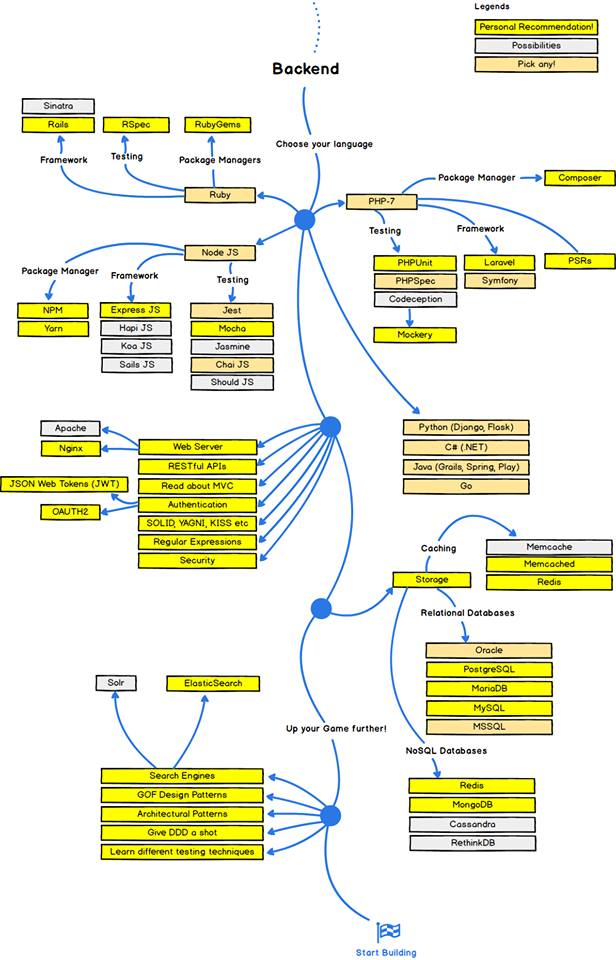 Legends
Personal Recommendation!
Possibilities
Pick any!
Backend
Choose your language
Sinatra
Rails
RSpec
RubyGems
Framework
Testing
Package Managers
Ruby
PHP-7
Package Manager
Composer
Testing
Framework
PHPUnit
PHPSpec
Codeception
Mockery
Laravel
Symfony
PSRs
Node JS
Package Manager
Framework
Testing
NPM
Yarn
Express JS
Hapi JS
Koa JS
Sails JS
Jest
Mocha
Jasmine
Chai JS
Should JS
Python (Django, Flask)
C# (.NET)
Java (Grails, Spring, Play)
Go
Apache
Nginx
JSON Web Tokens (JWT)
OAUTH2
Web Server
RESTful APIs
Read about MVC
Authentication
SOLID, YAGNI, KISS etc
Regular Expressions
Security
Caching
Memcache
Memcached
Redis
Storage
Relational Databases
Oracle
PostgreSQL
MariaDB
MySQL
MSSQL
NoSQL Databases
Redis
MongoDB
Cassandra
RethinkDB
Up your Game further!
Solr
ElasticSearch
Search Engines
GOF Design Patterns
Architectural Patterns
Give DDD a shot
Learn different testing techniques
Start Building